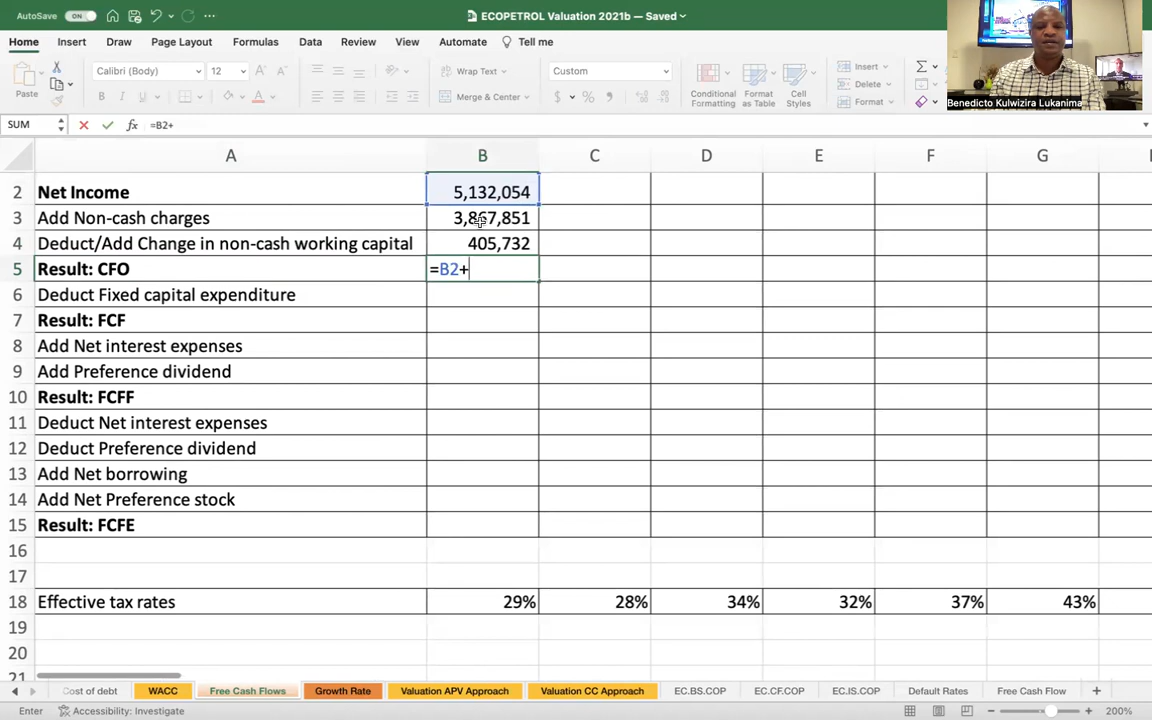 AutoSave ON ECOPETROL Valuation 2021b — Saved
Home Insert Draw Page Layout Formulas Data Review View Automate Tell me
Paste Calibri (Body) 12 A A Wrap Text Custom Conditional Formatting Format as Table Cell Styles Insert
B I U A Merge & Center $ % Delete
Format
Benedicto Kulwizira Lukanima
SUM fx =B2+
A B C D E F G
2 Net Income 5,132,054
3 Add Non-cash charges 3,867,851
4 Deduct/Add Change in non-cash working capital 405,732
5 Result: CFO =B2+
6 Deduct Fixed capital expenditure
7 Result: FCF
8 Add Net interest expenses
9 Add Preference dividend
10 Result: FCFF
11 Deduct Net interest expenses
12 Deduct Preference dividend
13 Add Net borrowing
14 Add Net Preference stock
15 Result: FCFE
16
17
18 Effective tax rates 29% 28% 34% 32% 37% 43%
19
20
21
Cost of debt WACC Free Cash Flows Growth Rate Valuation APV Approach Valuation CC Approach EC.BS.COP EC.CF.COP EC.IS.COP Default Rates Free Cash Flow +
Enter Accessibility: Investigate 200%